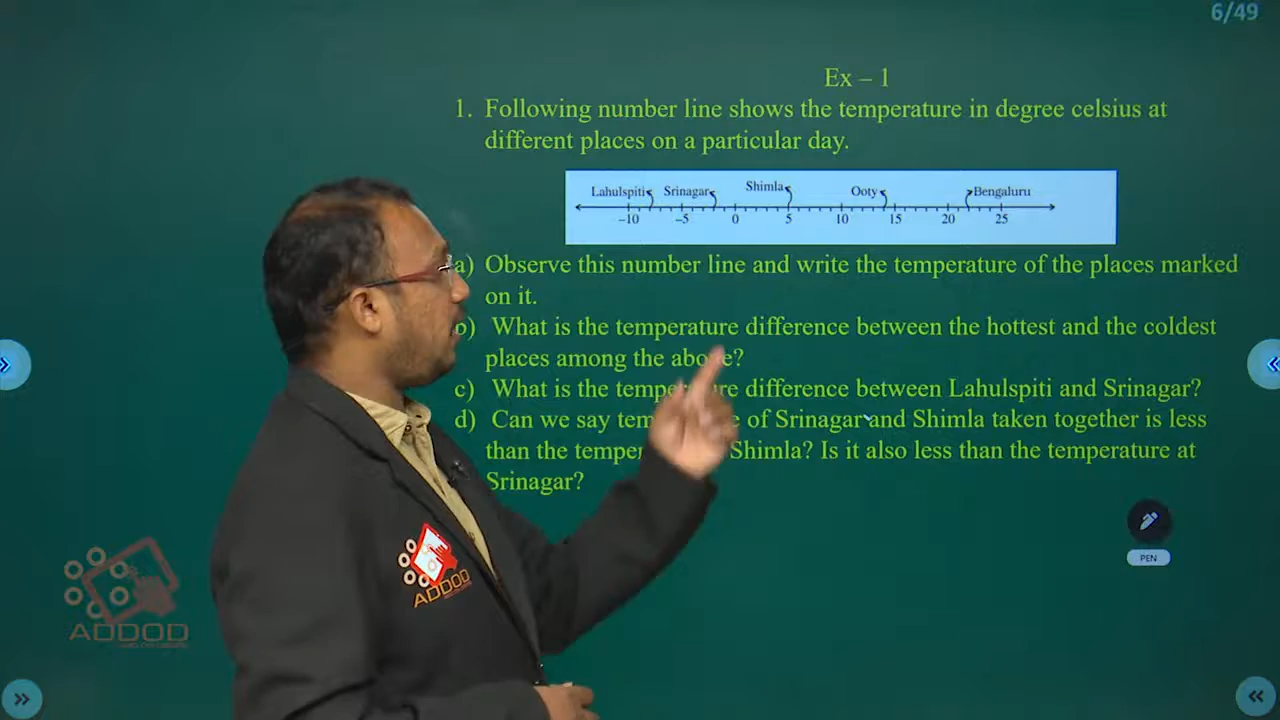 6/49
Ex – 1
1. Following number line shows the temperature in degree celsius at
different places on a particular day.
Lahulspiti Srinagar Shimla Ooty Bengaluru
–10 –5 0 5 10 15 20 25
a) Observe this number line and write the temperature of the places marked
on it.
b) What is the temperature difference between the hottest and the coldest
places among the above?
c) What is the temperature difference between Lahulspiti and Srinagar?
d) Can we say of Srinagar and Shimla taken together is less
than the Shimla? Is it also less than the temperature at
Srinagar?
PEN
ADDOD
ADDOD